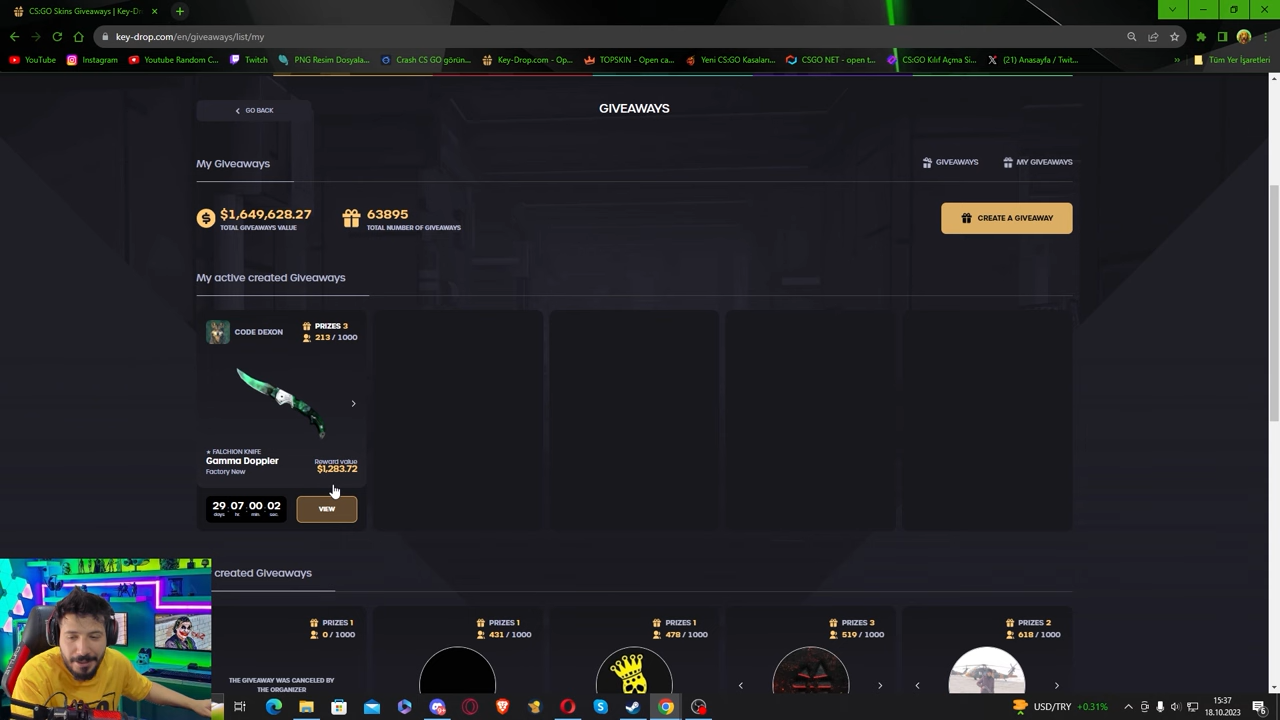 CS:GO Skins Giveaways | Key-Dr
key-drop.com/en/giveaways/list/my
YouTube
Instagram
Youtube Random C...
Twitch
PNG Resim Dosyala...
Crash CS GO görün...
Key-Drop.com - Op...
TOPSKIN - Open ca...
Yeni CS:GO Kasaları...
CSGO NET - open t...
CS:GO Kılıf Açma Si...
(21) Anasayfa / Twit...
»
Tüm Yer İşaretleri
GO BACK
GIVEAWAYS
My Giveaways
GIVEAWAYS
MY GIVEAWAYS
$1,649,628.27
TOTAL GIVEAWAYS VALUE
63895
TOTAL NUMBER OF GIVEAWAYS
CREATE A GIVEAWAY
My active created Giveaways
CODE DEXON
PRIZES 3
213 / 1000
★ FALCHION KNIFE
Gamma Doppler
Factory New
Reward value
$1,283.72
29 07 00 02
days hr. min. sec.
VIEW
created Giveaways
PRIZES 1
0 / 1000
THE GIVEAWAY WAS CANCELED BY
THE ORGANIZER
PRIZES 1
431 / 1000
PRIZES 1
478 / 1000
PRIZES 3
519 / 1000
PRIZES 2
618 / 1000
USD/TRY +0.31%
15:37
18.10.2023